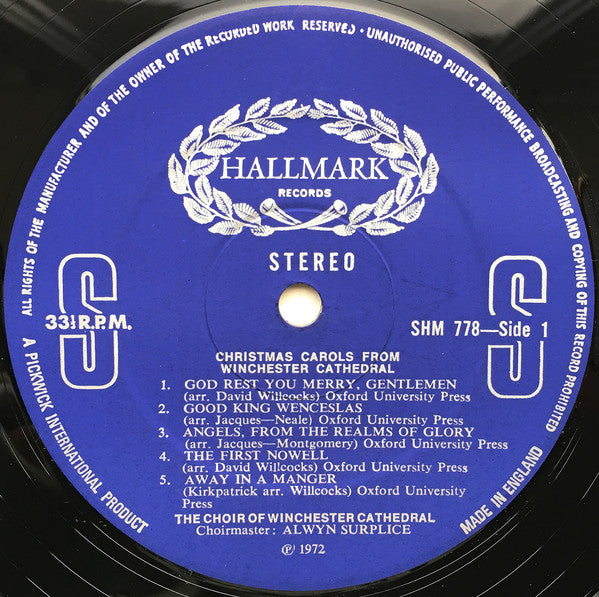 ALL RIGHTS OF THE MANUFACTURER AND OF THE OWNER OF THE RECORDED WORK RESERVED · UNAUTHORISED PUBLIC PERFORMANCE BROADCASTING AND COPYING OF THIS RECORD PROHIBITED
HALLMARK
RECORDS
STEREO
S
33⅓ R.P.M.
S
SHM 778—Side 1
CHRISTMAS CAROLS FROM
WINCHESTER CATHEDRAL
1. GOD REST YOU MERRY, GENTLEMEN
(arr. David Willcocks) Oxford University Press
2. GOOD KING WENCESLAS
(arr. Jacques—Neale) Oxford University Press
3. ANGELS, FROM THE REALMS OF GLORY
(arr. Jacques—Montgomery) Oxford University Press
4. THE FIRST NOWELL
(arr. David Willcocks) Oxford University Press
5. AWAY IN A MANGER
(Kirkpatrick arr. Willcocks) Oxford University
Press
THE CHOIR OF WINCHESTER CATHEDRAL
Choirmaster: ALWYN SURPLICE
℗ 1972
A PICKWICK INTERNATIONAL PRODUCT
MADE IN ENGLAND